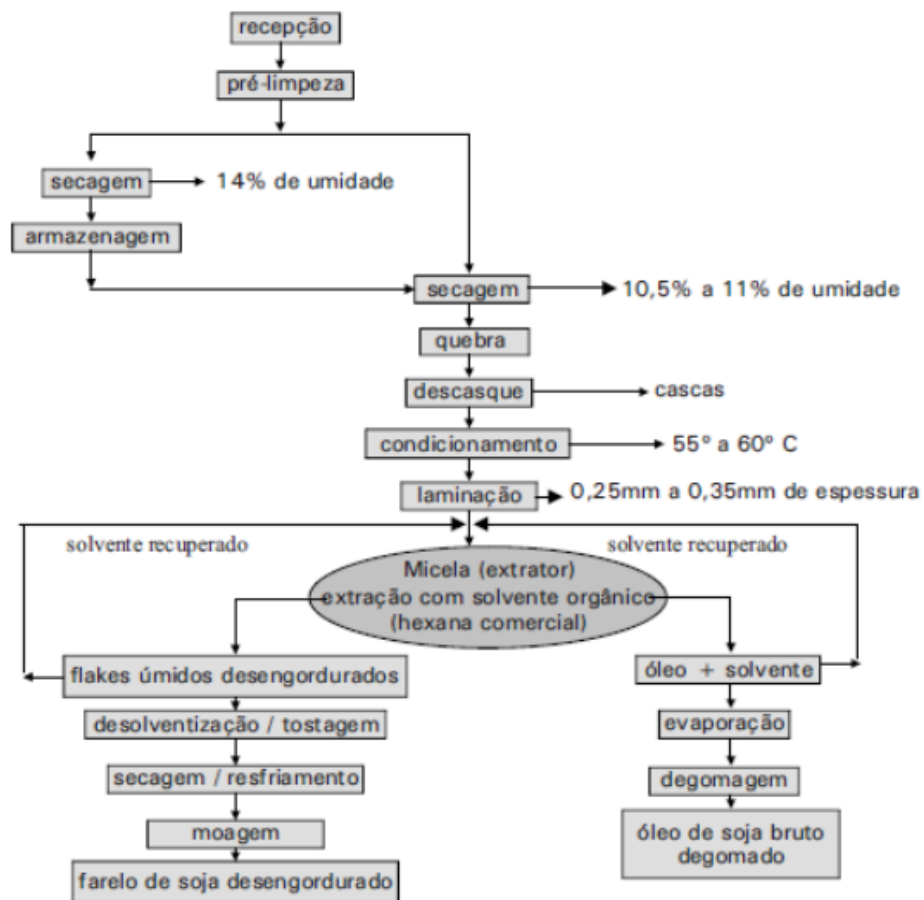 recepção
pré-limpeza
secagem
14% de umidade
armazenagem
secagem
10,5% a 11% de umidade
quebra
descasque
cascas
condicionamento
55º a 60º C
laminação
0,25mm a 0,35mm de espessura
solvente recuperado
solvente recuperado
Micela (extrator)
extração com solvente orgânico
(hexana comercial)
flakes úmidos desengordurados
óleo + solvente
desolventização / tostagem
evaporação
secagem / resfriamento
degomagem
moagem
óleo de soja bruto
degomado
farelo de soja desengordurado